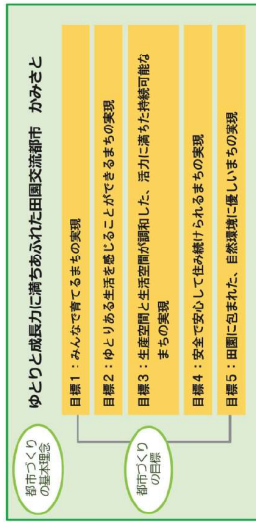 都市づくり
の基本理念
ゆとりと成長力に満ちあふれた田園交流都市　かみさと
都市づくり
の目標
目標1：みんなで育てるまちの実現
目標2：ゆとりある生活を感じることができるまちの実現
目標3：生産空間と生活空間が調和した、活力に満ちた持続可能な
まちの実現
目標4：安全で安心して住み続けられるまちの実現
目標5：田園に包まれた、自然環境に優しいまちの実現